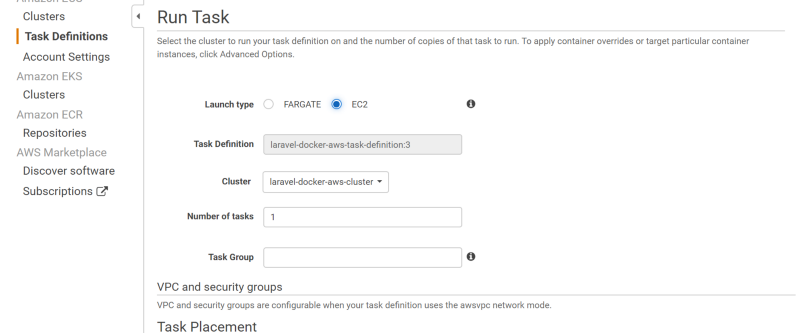 Amazon ECS
Clusters
Task Definitions
Account Settings
Amazon EKS
Clusters
Amazon ECR
Repositories
AWS Marketplace
Discover software
Subscriptions
Run Task
Select the cluster to run your task definition on and the number of copies of that task to run. To apply container overrides or target particular container
instances, click Advanced Options.
Launch type FARGATE EC2
Task Definition laravel-docker-aws-task-definition:3
Cluster laravel-docker-aws-cluster
Number of tasks 1
Task Group
VPC and security groups
VPC and security groups are configurable when your task definition uses the awsvpc network mode.
Task Placement